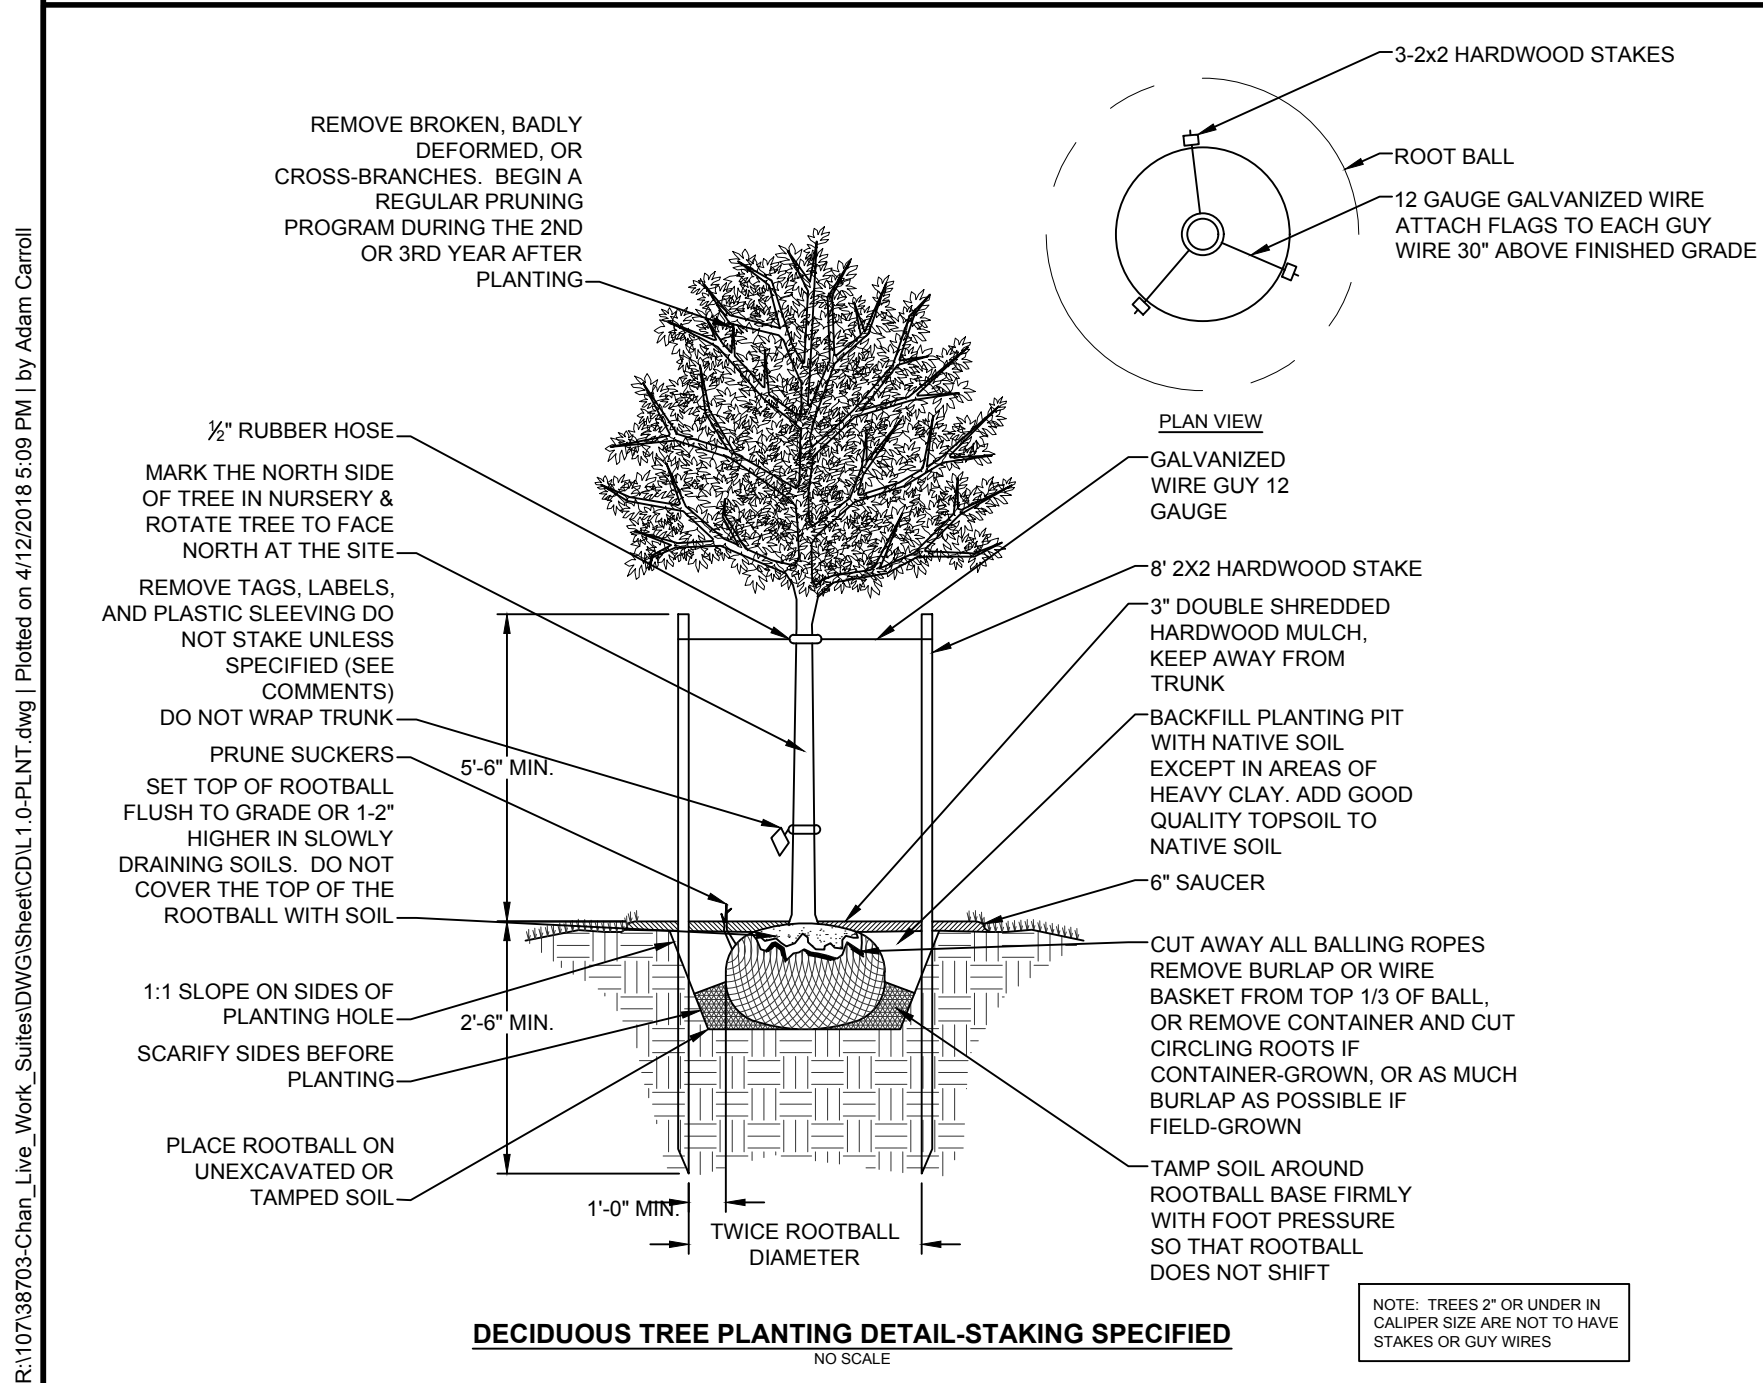 R:\107\38703-Chan_Live_Work_Suites\DWG\Sheet\CD\L1.0-PLNT.dwg | Plotted on 4/12/2018 5:09 PM | by Adam Carroll
REMOVE BROKEN, BADLY
DEFORMED, OR
CROSS-BRANCHES. BEGIN A
REGULAR PRUNING
PROGRAM DURING THE 2ND
OR 3RD YEAR AFTER
PLANTING
½" RUBBER HOSE
MARK THE NORTH SIDE
OF TREE IN NURSERY &
ROTATE TREE TO FACE
NORTH AT THE SITE
REMOVE TAGS, LABELS,
AND PLASTIC SLEEVING DO
NOT STAKE UNLESS
SPECIFIED (SEE
COMMENTS)
DO NOT WRAP TRUNK
PRUNE SUCKERS
SET TOP OF ROOTBALL
FLUSH TO GRADE OR 1-2"
HIGHER IN SLOWLY
DRAINING SOILS. DO NOT
COVER THE TOP OF THE
ROOTBALL WITH SOIL
1:1 SLOPE ON SIDES OF
PLANTING HOLE
SCARIFY SIDES BEFORE
PLANTING
PLACE ROOTBALL ON
UNEXCAVATED OR
TAMPED SOIL
5'-6" MIN.
2'-6" MIN.
1'-0" MIN.
TWICE ROOTBALL
DIAMETER
3-2x2 HARDWOOD STAKES
ROOT BALL
12 GAUGE GALVANIZED WIRE
ATTACH FLAGS TO EACH GUY
WIRE 30" ABOVE FINISHED GRADE
PLAN VIEW
GALVANIZED
WIRE GUY 12
GAUGE
8' 2X2 HARDWOOD STAKE
3" DOUBLE SHREDDED
HARDWOOD MULCH,
KEEP AWAY FROM
TRUNK
BACKFILL PLANTING PIT
WITH NATIVE SOIL
EXCEPT IN AREAS OF
HEAVY CLAY. ADD GOOD
QUALITY TOPSOIL TO
NATIVE SOIL
6" SAUCER
CUT AWAY ALL BALLING ROPES
REMOVE BURLAP OR WIRE
BASKET FROM TOP 1/3 OF BALL,
OR REMOVE CONTAINER AND CUT
CIRCLING ROOTS IF
CONTAINER-GROWN, OR AS MUCH
BURLAP AS POSSIBLE IF
FIELD-GROWN
TAMP SOIL AROUND
ROOTBALL BASE FIRMLY
WITH FOOT PRESSURE
SO THAT ROOTBALL
DOES NOT SHIFT
DECIDUOUS TREE PLANTING DETAIL-STAKING SPECIFIED
NO SCALE
NOTE: TREES 2" OR UNDER IN
CALIPER SIZE ARE NOT TO HAVE
STAKES OR GUY WIRES